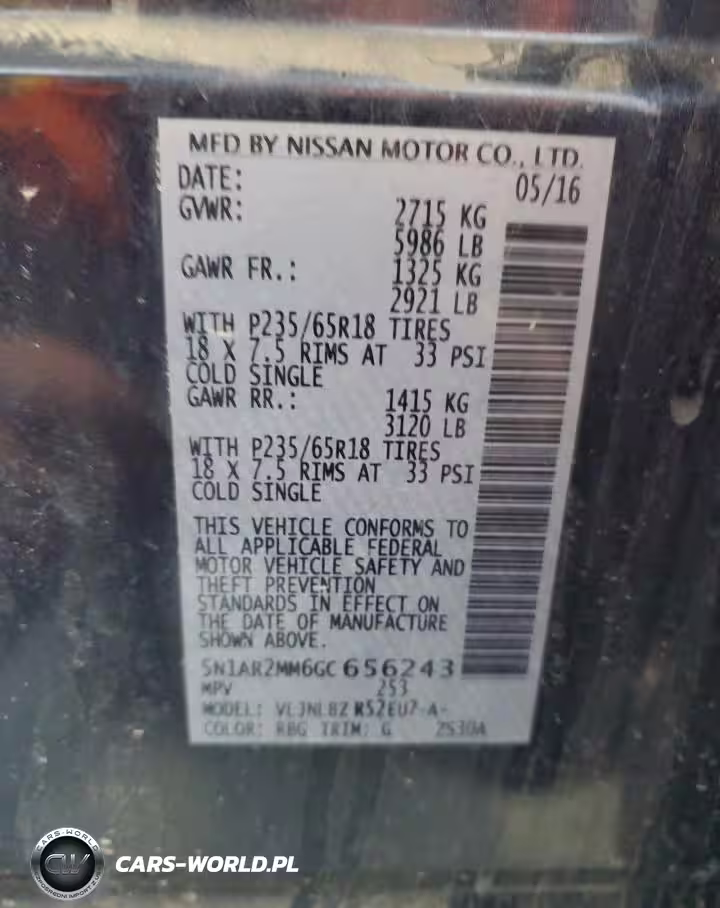 MFD BY NISSAN MOTOR CO., LTD.
DATE: 05/16
GVWR: 2715 KG
5986 LB
GAWR FR.: 1325 KG
2921 LB
WITH P235/65R18 TIRES
18 X 7.5 RIMS AT 33 PSI
COLD SINGLE
GAWR RR.: 1415 KG
3120 LB
WITH P235/65R18 TIRES
18 X 7.5 RIMS AT 33 PSI
COLD SINGLE
THIS VEHICLE CONFORMS TO
ALL APPLICABLE FEDERAL
MOTOR VEHICLE SAFETY AND
THEFT PREVENTION
STANDARDS IN EFFECT ON
THE DATE OF MANUFACTURE
SHOWN ABOVE.
5N1AR2MM6GC656243
MPV 253
MODEL: R52EU7-A-
COLOR: RBG TRIM: G 2S30A
CARS-WORLD
CW
CARS-WORLD.PL